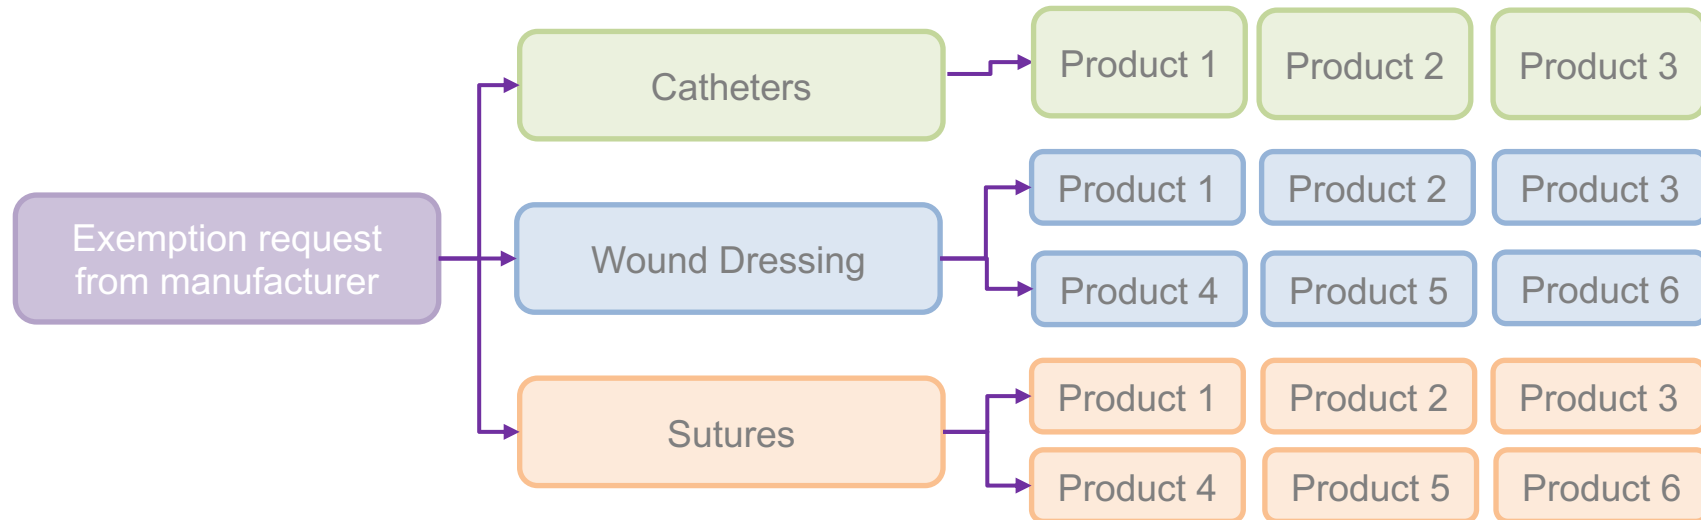 Exemption request
from manufacturer
Catheters
Product 1
Product 2
Product 3
Wound Dressing
Product 1
Product 2
Product 3
Product 4
Product 5
Product 6
Sutures
Product 1
Product 2
Product 3
Product 4
Product 5
Product 6